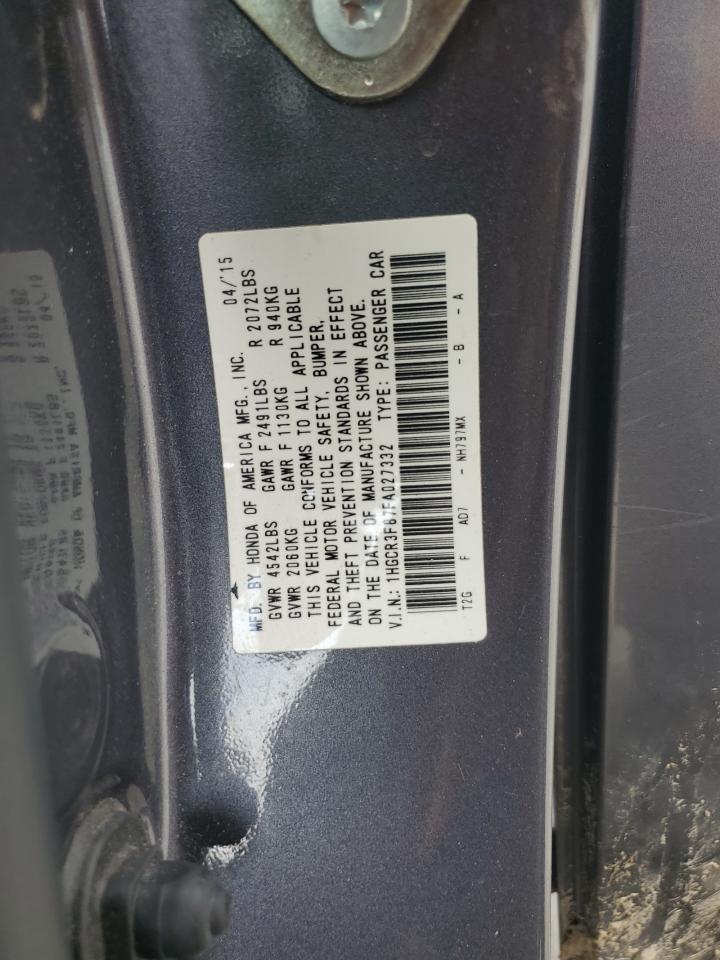 MFD. BY HONDA OF AMERICA MFG., INC. 04/'15
GVWR 4542LBS GAWR F 2491LBS R 2072LBS
GVWR 2060KG GAWR F 1130KG R 940KG
THIS VEHICLE CONFORMS TO ALL APPLICABLE
FEDERAL MOTOR VEHICLE SAFETY, BUMPER,
AND THEFT PREVENTION STANDARDS IN EFFECT
ON THE DATE OF MANUFACTURE SHOWN ABOVE.
V.I.N.: 1HGCR3F87FA027332 TYPE: PASSENGER CAR
T2G F AD7 - NH797MX - B - A